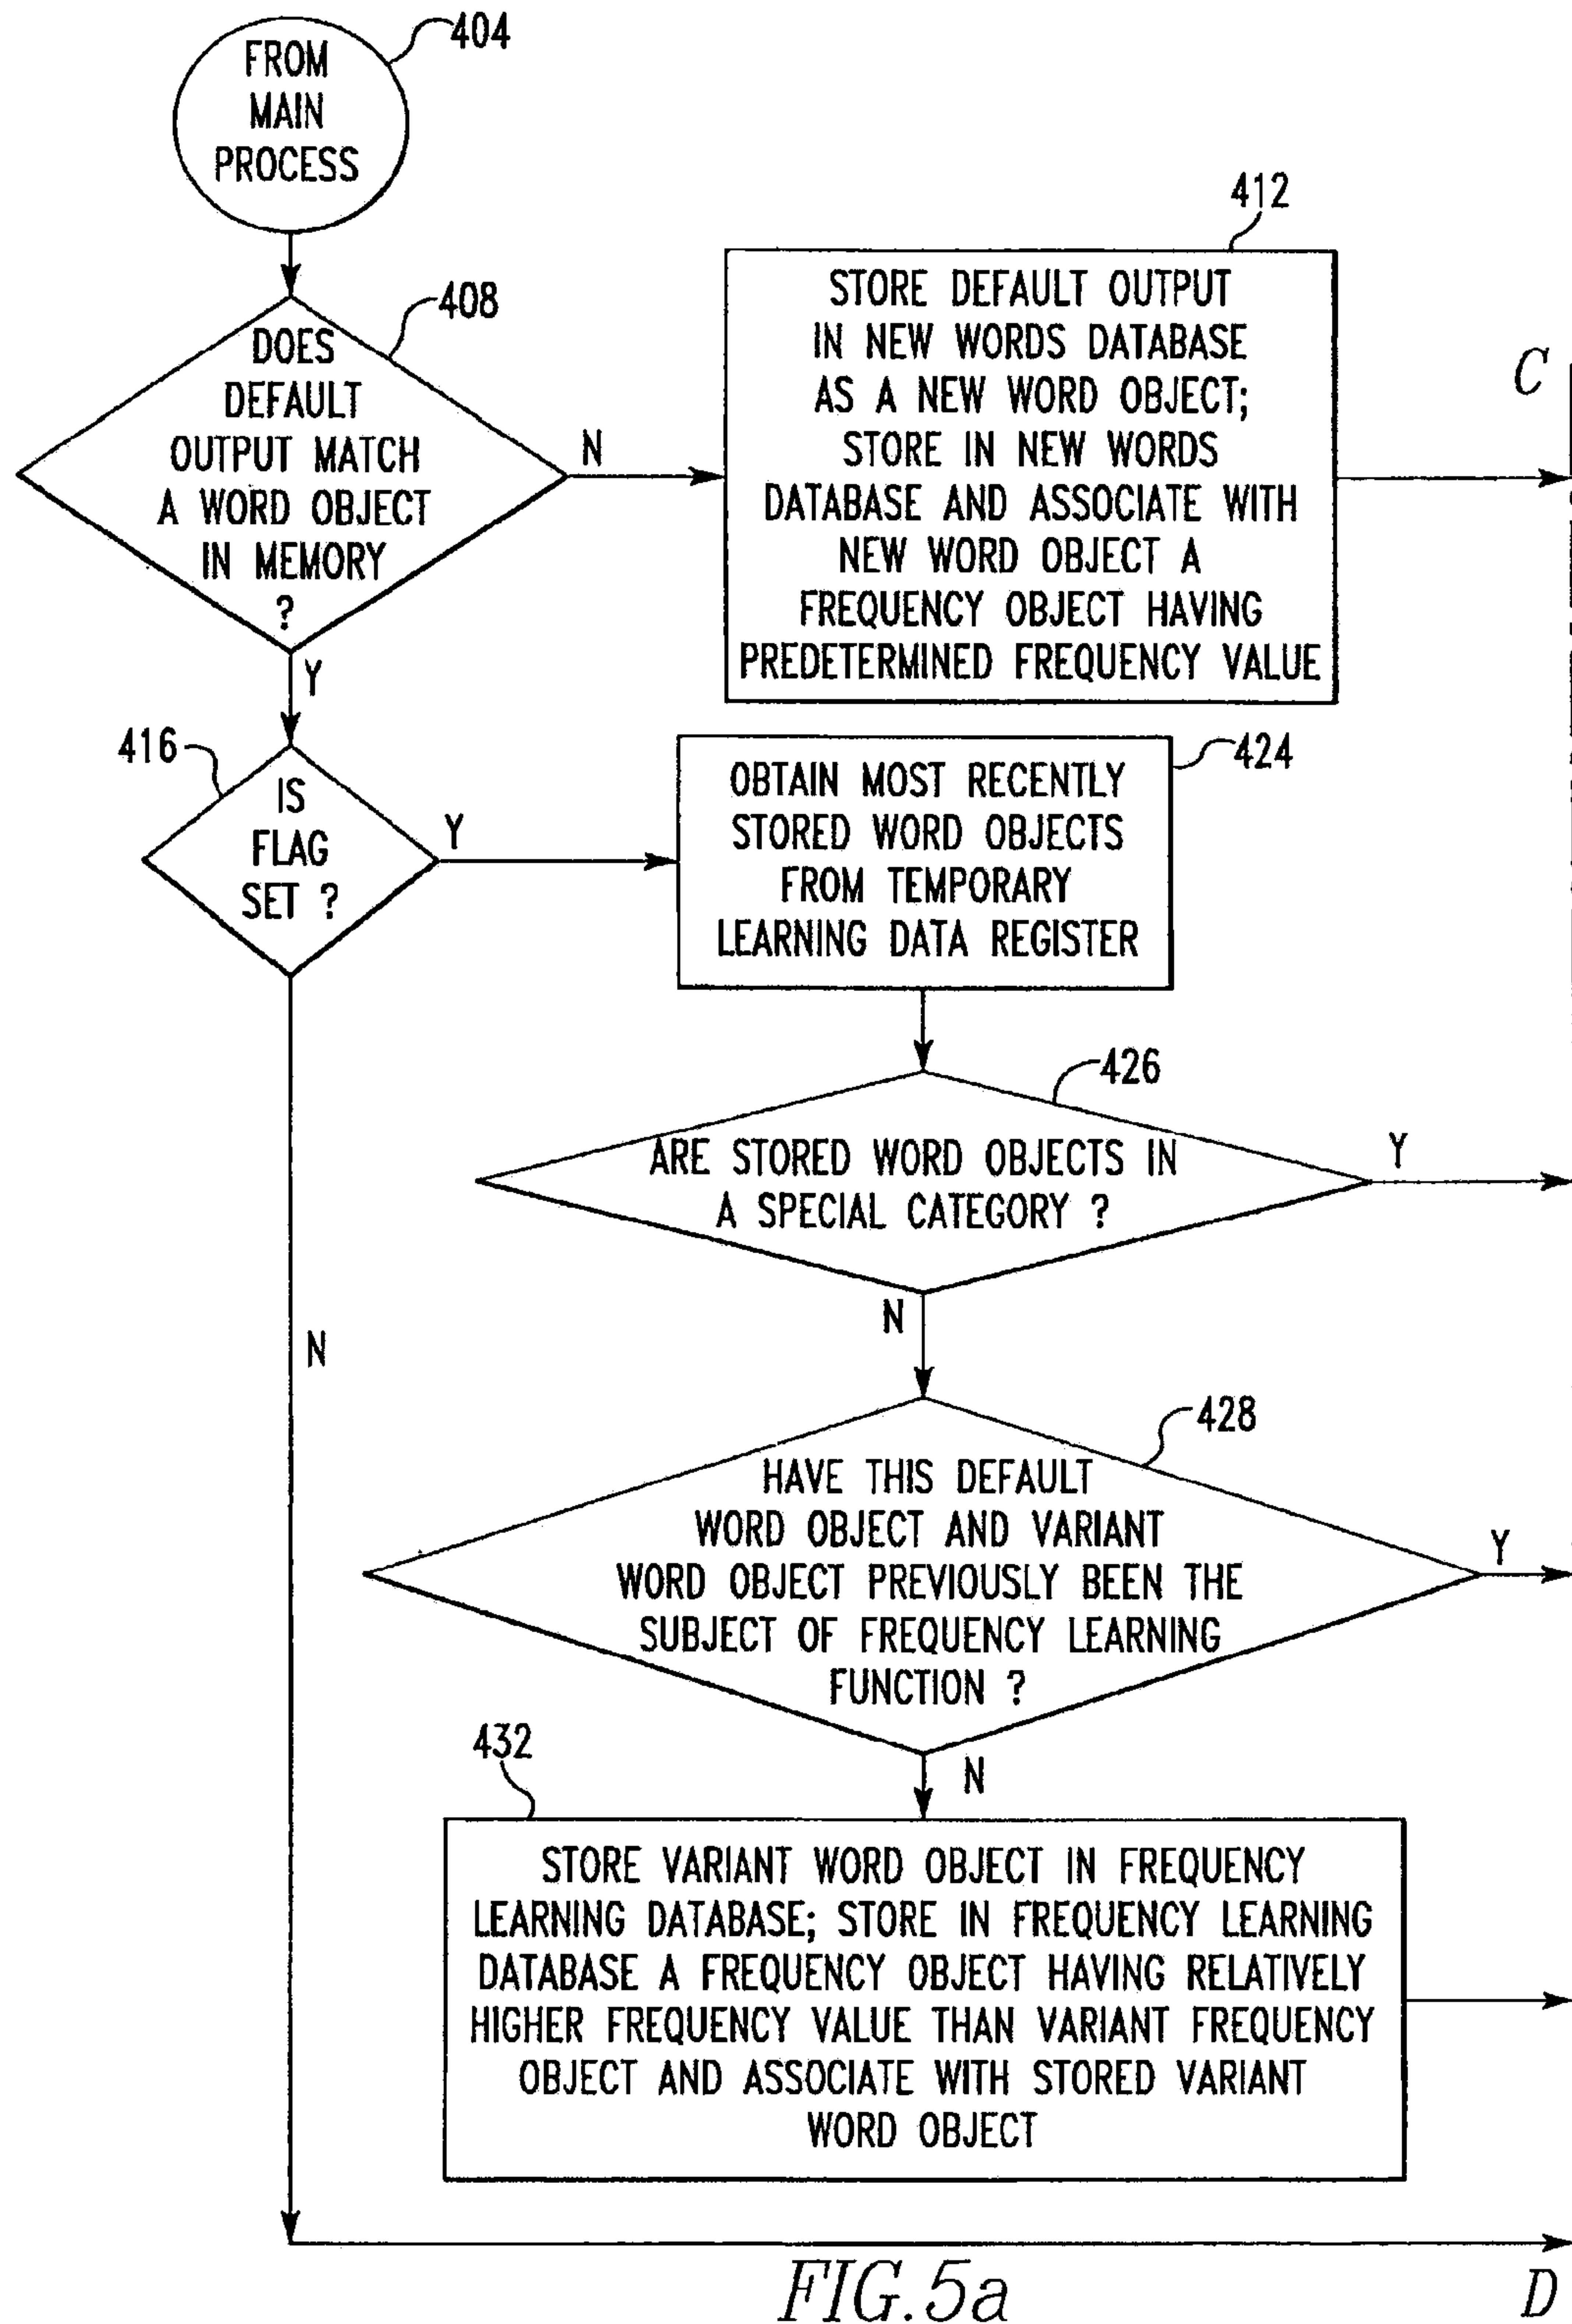 404
FROM
MAIN
PROCESS
408
DOES
DEFAULT
OUTPUT MATCH
A WORD OBJECT
IN MEMORY
?
N
Y
412
STORE DEFAULT OUTPUT
IN NEW WORDS DATABASE
AS A NEW WORD OBJECT;
STORE IN NEW WORDS
DATABASE AND ASSOCIATE WITH
NEW WORD OBJECT A
FREQUENCY OBJECT HAVING
PREDETERMINED FREQUENCY VALUE
C
416
IS
FLAG
SET ?
Y
N
424
OBTAIN MOST RECENTLY
STORED WORD OBJECTS
FROM TEMPORARY
LEARNING DATA REGISTER
426
ARE STORED WORD OBJECTS IN
A SPECIAL CATEGORY ?
Y
N
428
HAVE THIS DEFAULT
WORD OBJECT AND VARIANT
WORD OBJECT PREVIOUSLY BEEN THE
SUBJECT OF FREQUENCY LEARNING
FUNCTION ?
Y
N
432
STORE VARIANT WORD OBJECT IN FREQUENCY
LEARNING DATABASE; STORE IN FREQUENCY LEARNING
DATABASE A FREQUENCY OBJECT HAVING RELATIVELY
HIGHER FREQUENCY VALUE THAN VARIANT FREQUENCY
OBJECT AND ASSOCIATE WITH STORED VARIANT
WORD OBJECT
FIG.5a
D